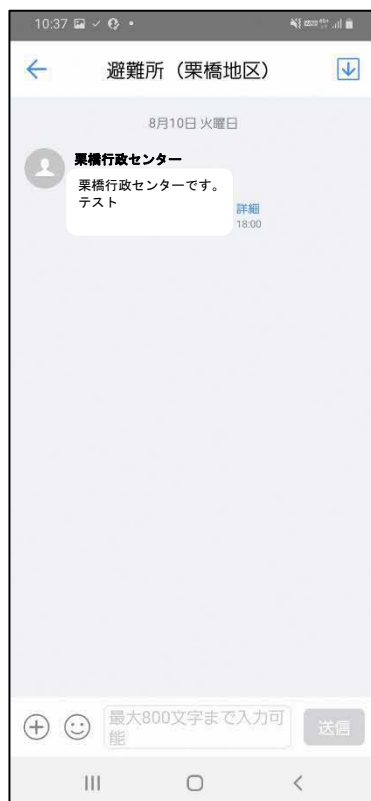 10:37
避難所（栗橋地区）
8月10日 火曜日
栗橋行政センター
栗橋行政センターです。
テスト
詳細
18:00
最大800文字まで入力可
能
送信